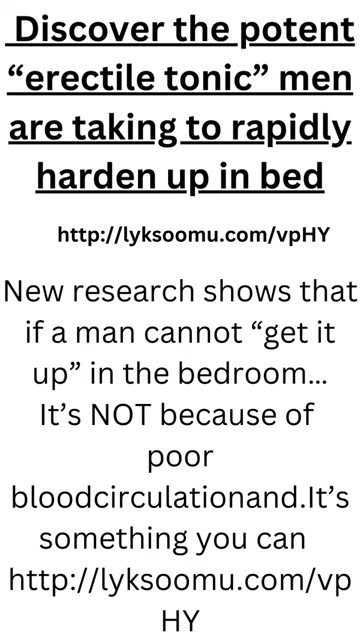 Discover the potent
“erectile tonic” men
are taking to rapidly
harden up in bed
http://lyksoomu.com/vpHY
New research shows that
if a man cannot “get it
up” in the bedroom...
It’s NOT because of
poor
bloodcirculationand.It’s
something you can
http://lyksoomu.com/vp
HY